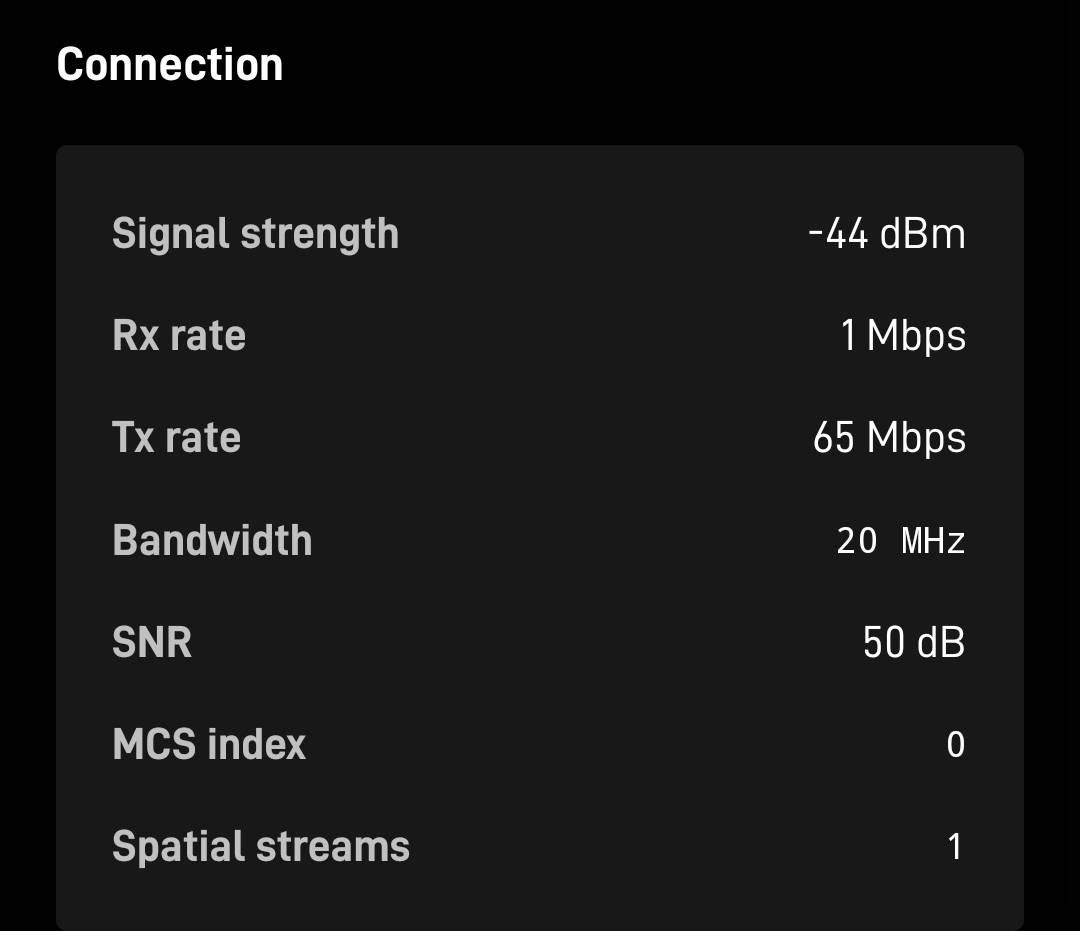 Connection
Signal strength -44 dBm
Rx rate 1 Mbps
Tx rate 65 Mbps
Bandwidth 20 MHz
SNR 50 dB
MCS index 0
Spatial streams 1